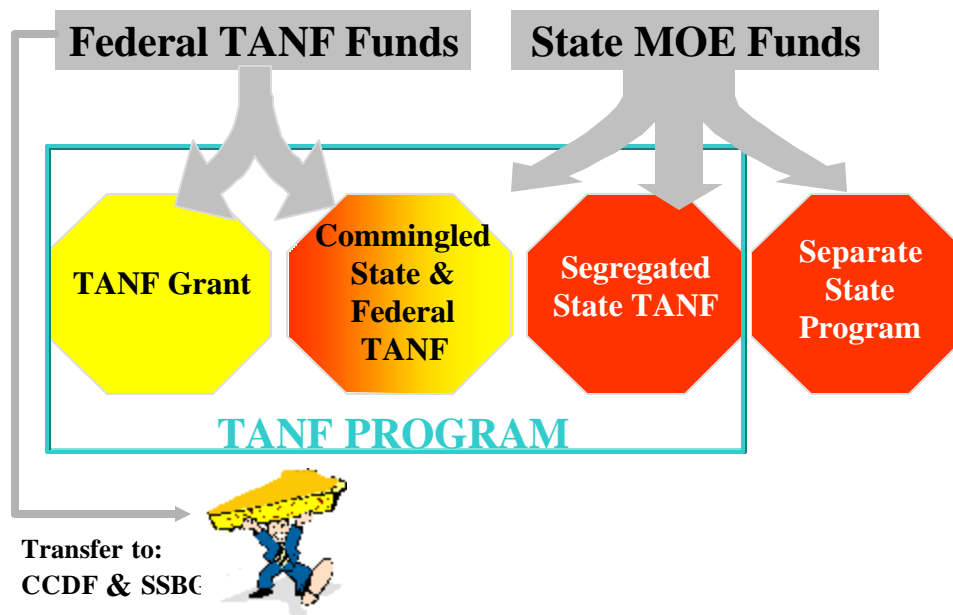 Federal TANF Funds
State MOE Funds
TANF Grant
Commingled
State &
Federal
TANF
Segregated
State TANF
Separate
State
Program
TANF PROGRAM
Transfer to:
CCDF & SSBG